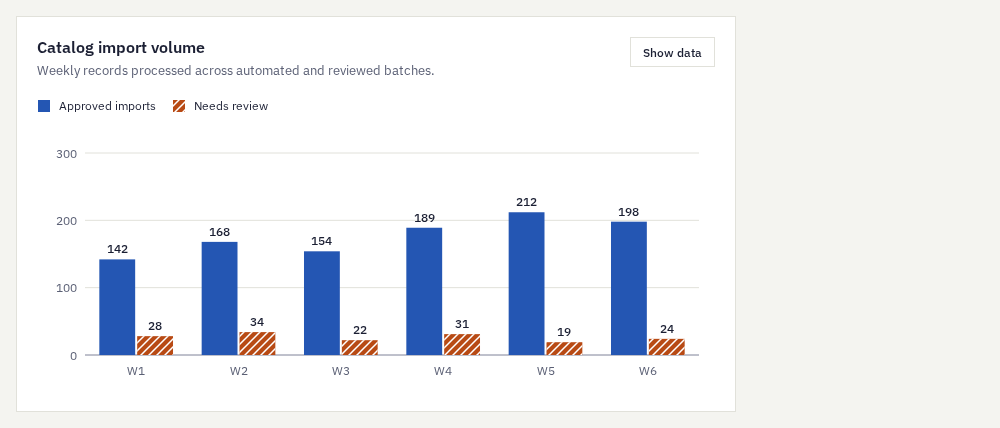 Catalog import volume
Show data
Weekly records processed across automated and reviewed batches.
Approved imports Needs review
300
200
100
0
142 28 168 34 154 22 189 31 212 19 198 24
W1 W2 W3 W4 W5 W6